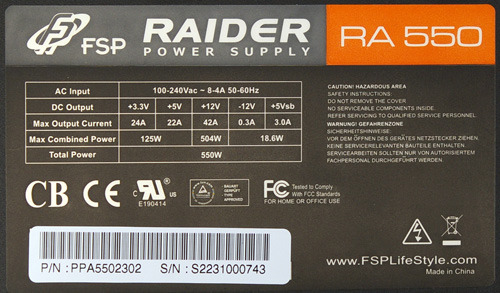 FSP
RAIDER
POWER SUPPLY
RA 550
AC Input 100-240Vac ~ 8-4A 50-60Hz
DC Output +3.3V +5V +12V -12V +5Vsb
Max Output Current 24A 22A 42A 0.3A 3.0A
Max Combined Power 125W 504W 18.6W
Total Power 550W
CAUTION! HAZARDOUS AREA
SAFETY INSTRUCTIONS:
DO NOT REMOVE THE COVER
NO SERVICEABLE COMPONENTS INSIDE.
REFER SERVICING TO QUALIFIED SERVICE PERSONNEL
WARNUNG! GEFAHRENZONE
SICHERHEITSHINWEISE:
VOR DEM ÖFFNEN DES GERÄTES NETZSTECKER ZIEHEN.
KEINE SERVICERELEVANTEN BAUTEILE ENTHALTEN.
SERVICEARBEITEN SOLLTEN NUR VON AUTORISIERTEM
FACHPERSONAL DURCHGEFÜHRT WERDEN.
CB CE c RU US
E190414
BAUART
GEPRÜFT
TYPE
APPROVED
FC Tested to Comply
With FCC Standards
FOR HOME OR OFFICE USE
P/N : PPA5502302 S/N : S2231000743
www.FSPLifeStyle.com
Made in China